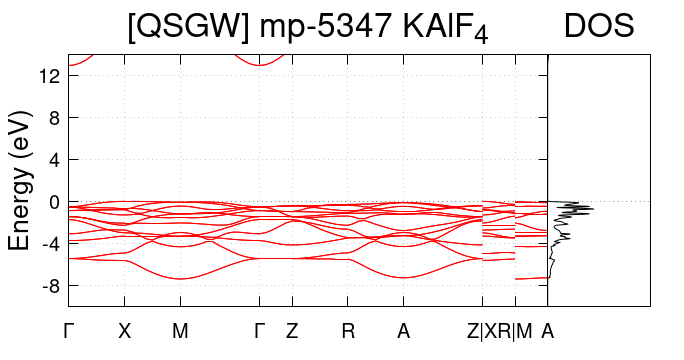 [QSGW] mp-5347 KAlF4 DOS
Energy (eV)
12
8
4
0
-4
-8
Γ X M Γ Z R A Z|XR|M A